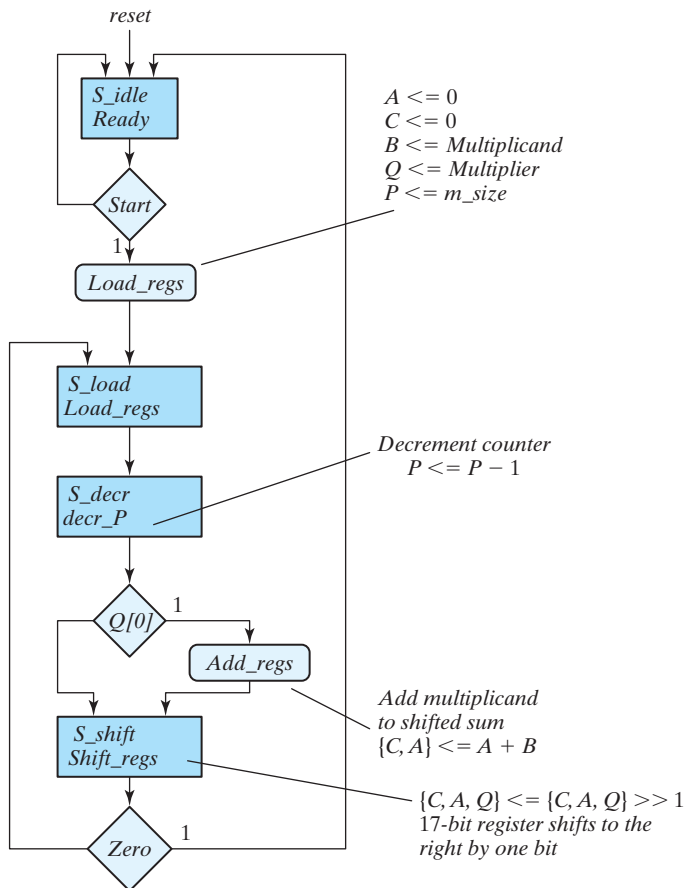 reset
S_idle
Ready
A <= 0
C <= 0
B <= Multiplicand
Q <= Multiplier
P <= m_size
Start
1
Load_regs
S_load
Load_regs
Decrement counter
P <= P − 1
S_decr
decr_P
Q[0]
1
Add_regs
Add multiplicand
to shifted sum
{C, A} <= A + B
S_shift
Shift_regs
{C, A, Q} <= {C, A, Q} >> 1
17-bit register shifts to the
right by one bit
Zero
1